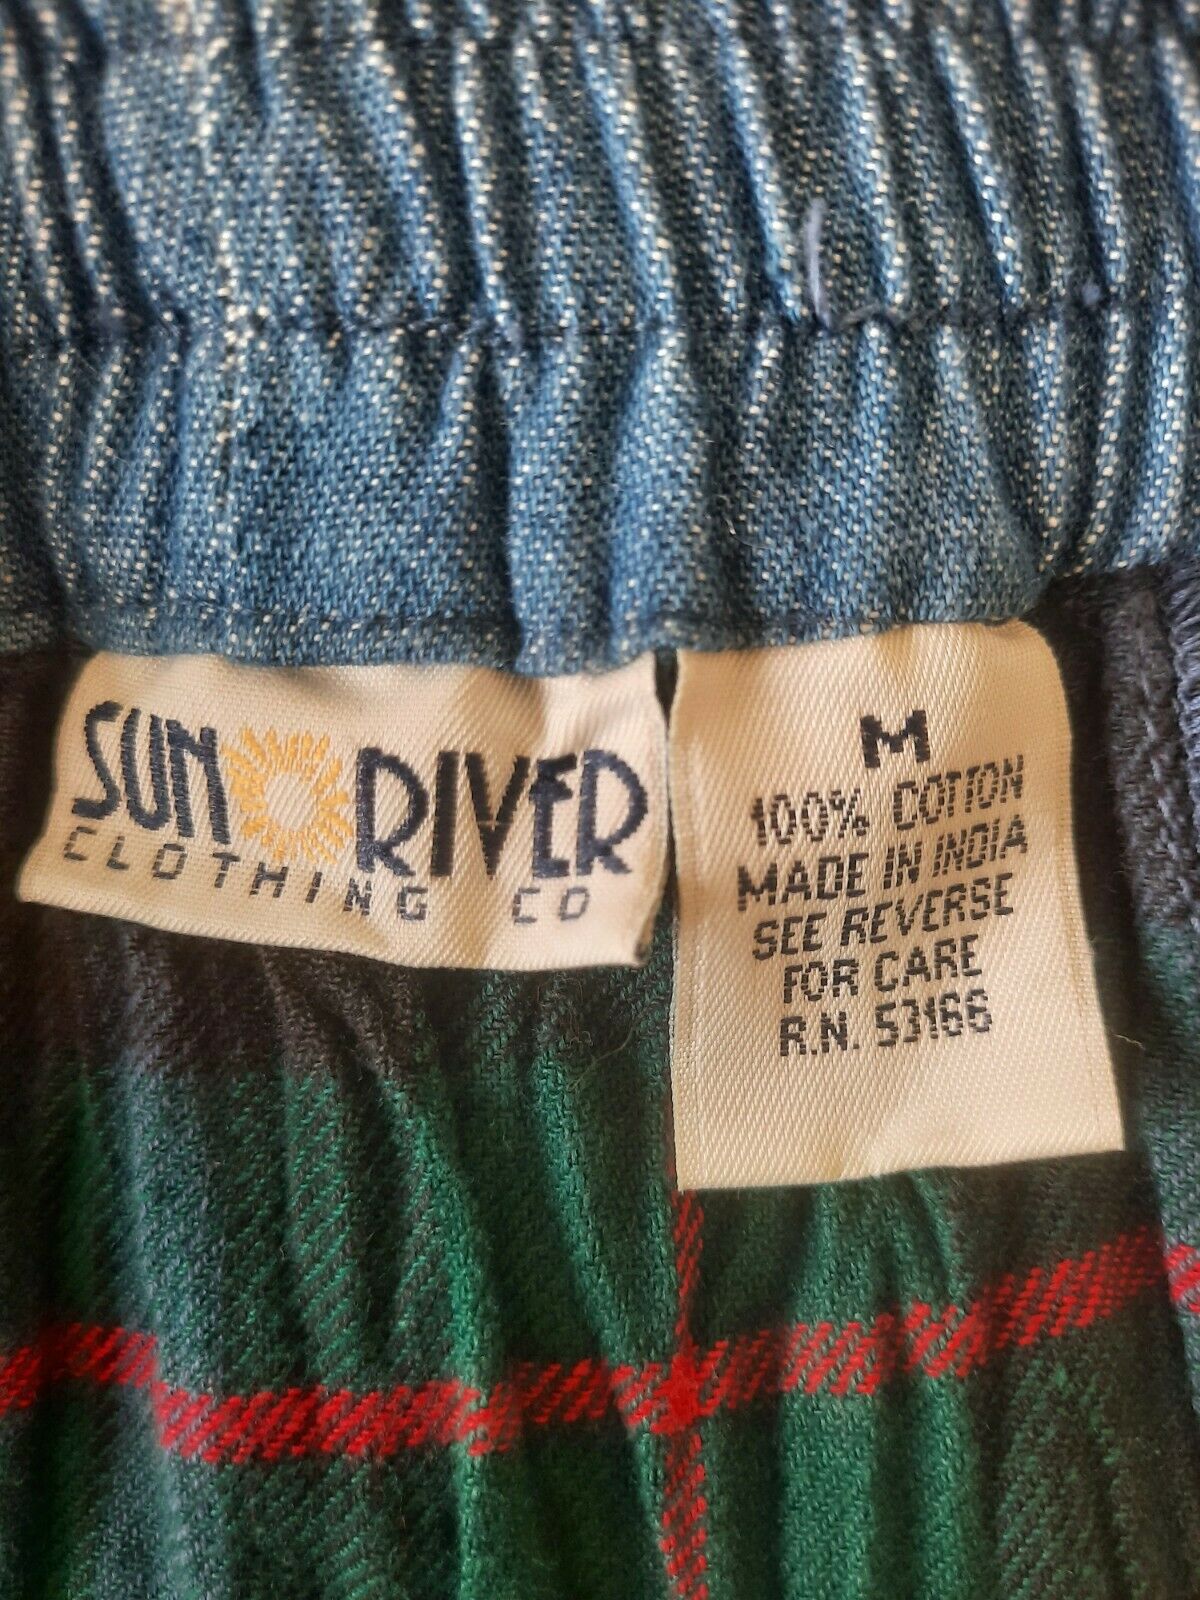 SUN RIVER
CLOTHING CO
M
100% COTTON
MADE IN INDIA
SEE REVERSE
FOR CARE
R.N. 53166